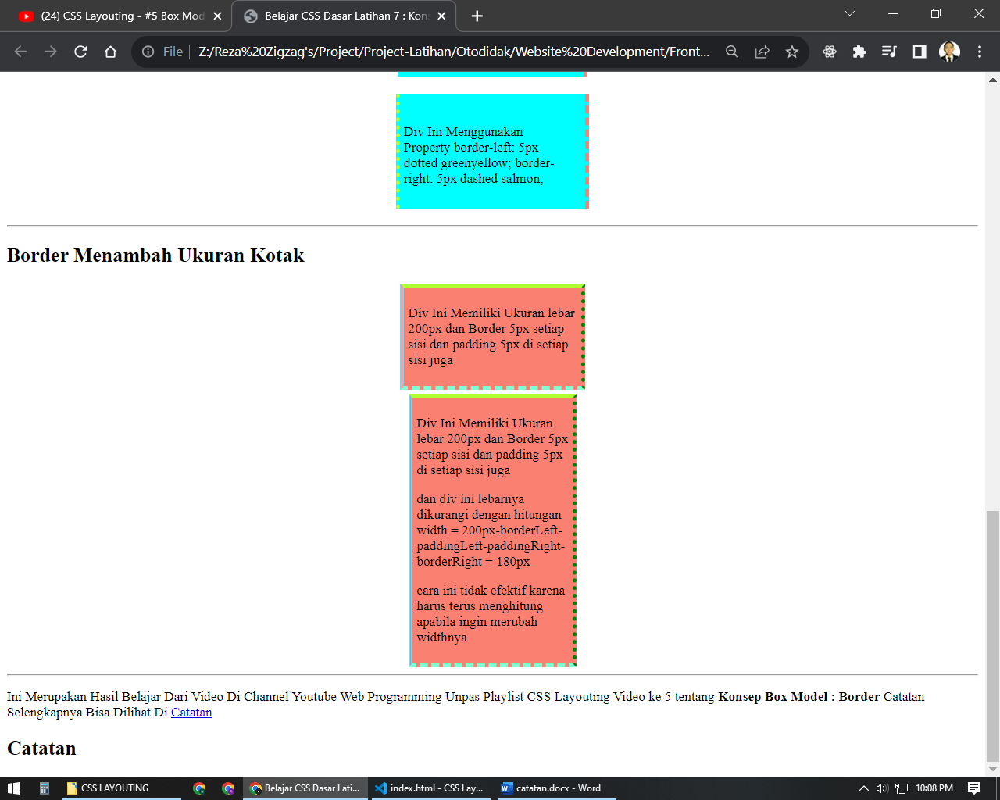 (24) CSS Layouting - #5 Box Mod
Belajar CSS Dasar Latihan 7 : Kons
File
Z:/Reza%20Zigzag's/Project/Project-Latihan/Otodidak/Website%20Development/Front...
Div Ini Menggunakan
Property border-left: 5px
dotted greenyellow; border-
right: 5px dashed salmon;
Border Menambah Ukuran Kotak
Div Ini Memiliki Ukuran lebar
200px dan Border 5px setiap
sisi dan padding 5px di setiap
sisi juga
Div Ini Memiliki Ukuran
lebar 200px dan Border 5px
setiap sisi dan padding 5px
di setiap sisi juga
dan div ini lebarnya
dikurangi dengan hitungan
width = 200px-borderLeft-
paddingLeft-paddingRight-
borderRight = 180px
cara ini tidak efektif karena
harus terus menghitung
apabila ingin merubah
widthnya
Ini Merupakan Hasil Belajar Dari Video Di Channel Youtube Web Programming Unpas Playlist CSS Layouting Video ke 5 tentang Konsep Box Model : Border Catatan
Selengkapnya Bisa Dilihat Di Catatan
Catatan
CSS LAYOUTING
Belajar CSS Dasar Lati...
index.html - CSS Lay...
catatan.docx - Word
10:08 PM